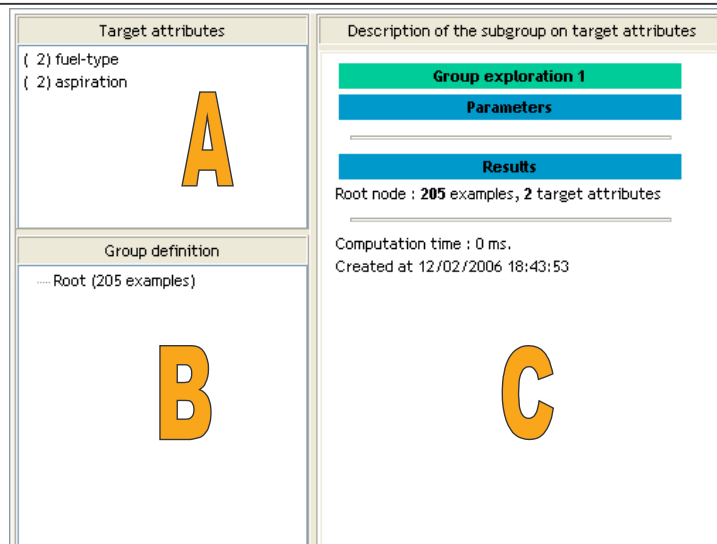 Target attributes
( 2) fuel-type
( 2) aspiration
A
Group definition
Root (205 examples)
B
Description of the subgroup on target attributes
Group exploration 1
Parameters
Results
Root node : 205 examples, 2 target attributes
Computation time : 0 ms.
Created at 12/02/2006 18:43:53
C